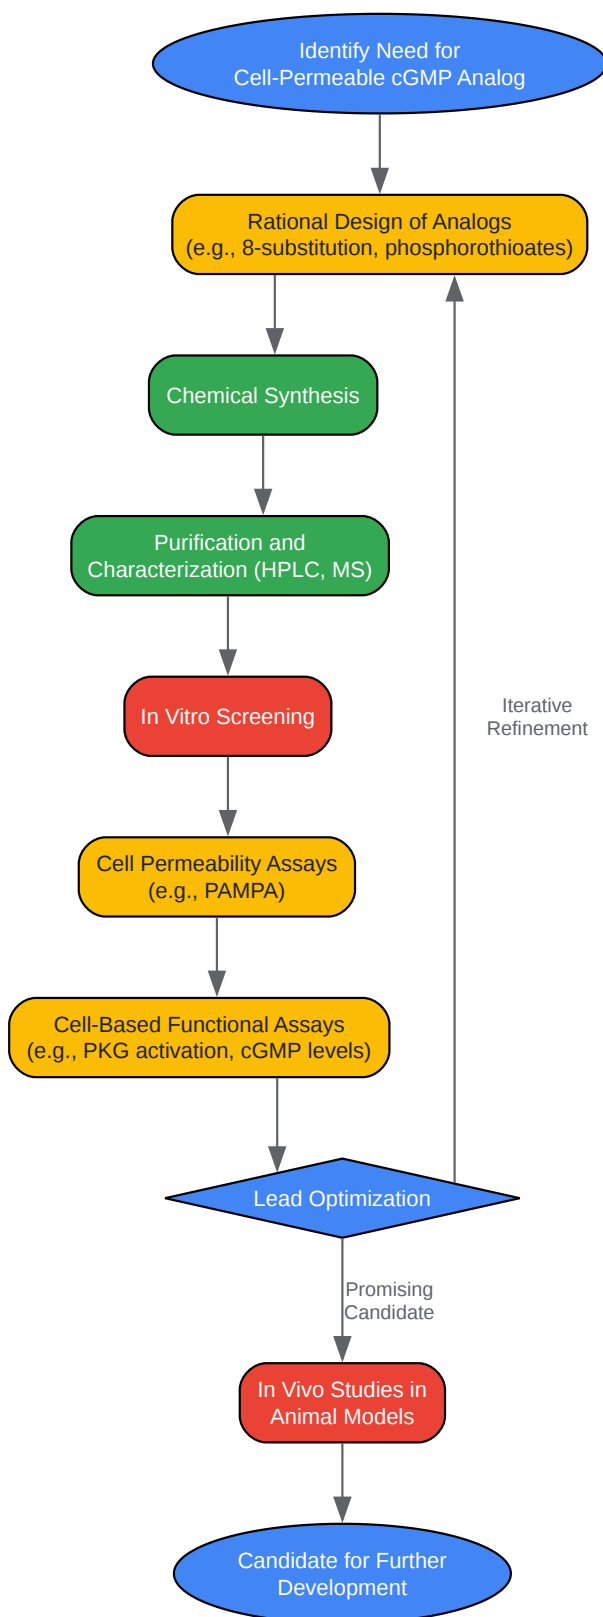 Identify Need for
Cell-Permeable cGMP Analog
Rational Design of Analogs
(e.g., 8-substitution, phosphorothioates)
Chemical Synthesis
Purification and
Characterization (HPLC, MS)
In Vitro Screening
Iterative
Refinement
Cell Permeability Assays
(e.g., PAMPA)
Cell-Based Functional Assays
(e.g., PKG activation, cGMP levels)
Lead Optimization
Promising
Candidate
In Vivo Studies in
Animal Models
Candidate for Further
Development